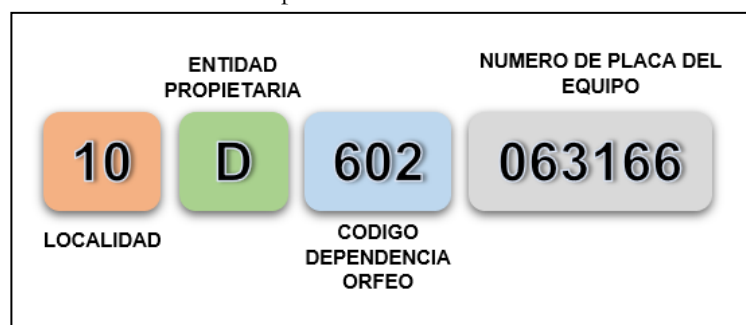 ENTIDAD
PROPIETARIA
NUMERO DE PLACA DEL
EQUIPO
10 D 602 063166
LOCALIDAD
CODIGO
DEPENDENCIA
ORFEO